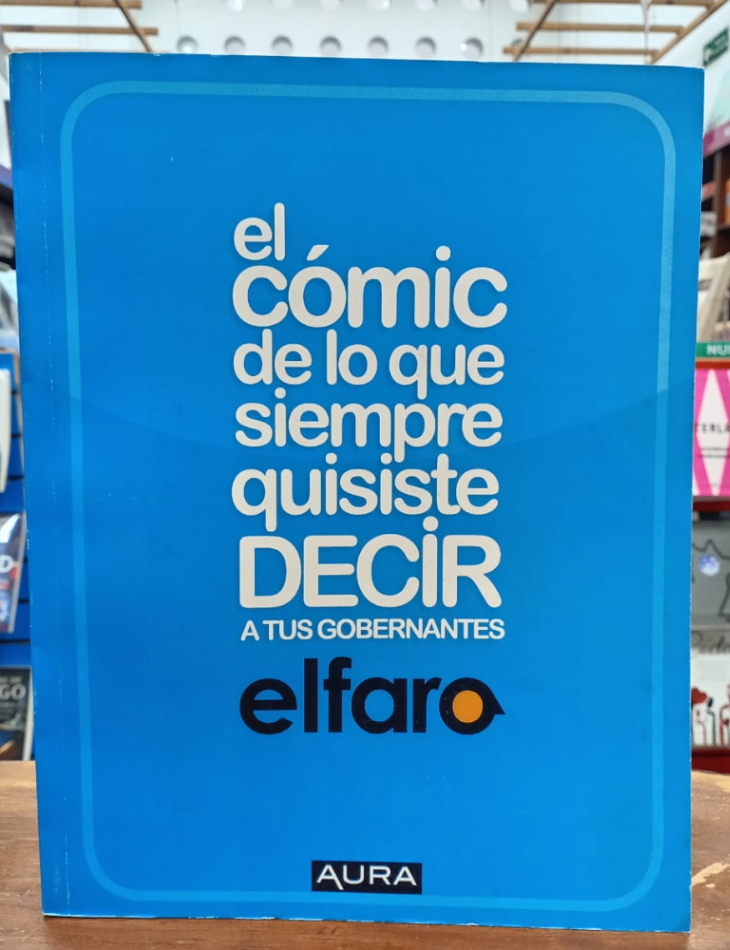 el
cómic
de lo que
siempre
quisiste
DECiR
A TUS GOBERNANTES
elfaro
AURA